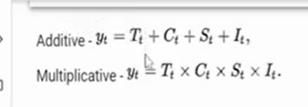 Additive - yₜ = Tₜ + Cₜ + Sₜ + Iₜ,
Multiplicative - yₜ = Tₜ × Cₜ × Sₜ × Iₜ.